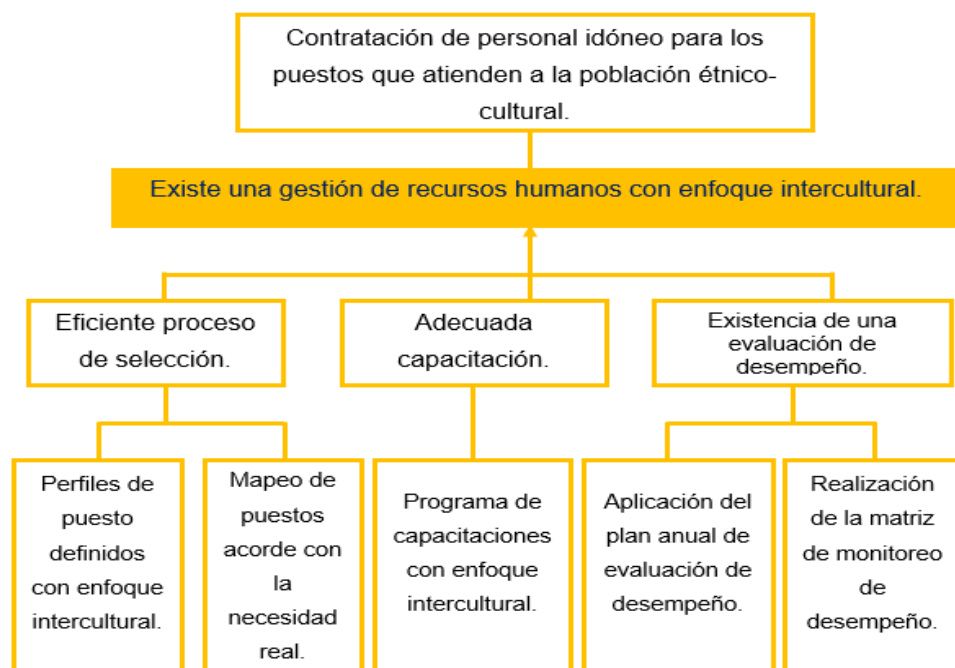 Contratación de personal idóneo para los
puestos que atienden a la población étnico-
cultural.
Existe una gestión de recursos humanos con enfoque intercultural.
Eficiente proceso
de selección.
Adecuada
capacitación.
Existencia de una
evaluación de
desempeño.
Perfiles de
puesto
definidos
con enfoque
intercultural.
Mapeo de
puestos
acorde con
la
necesidad
real.
Programa de
capacitaciones
con enfoque
intercultural.
Aplicación del
plan anual de
evaluación de
desempeño.
Realización
de la matriz
de monitoreo
de
desempeño.